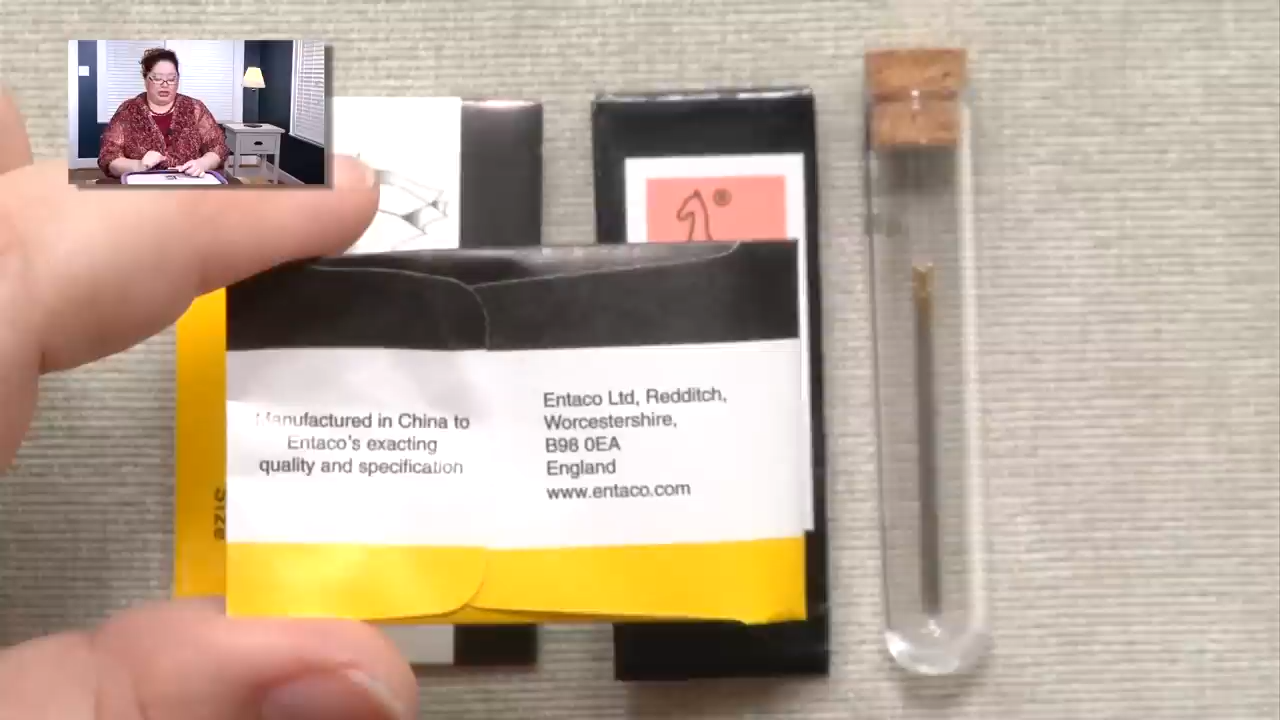 ®
Manufactured in China to
Entaco's exacting
quality and specification
Entaco Ltd, Redditch,
Worcestershire,
B98 0EA
England
www.entaco.com
Size